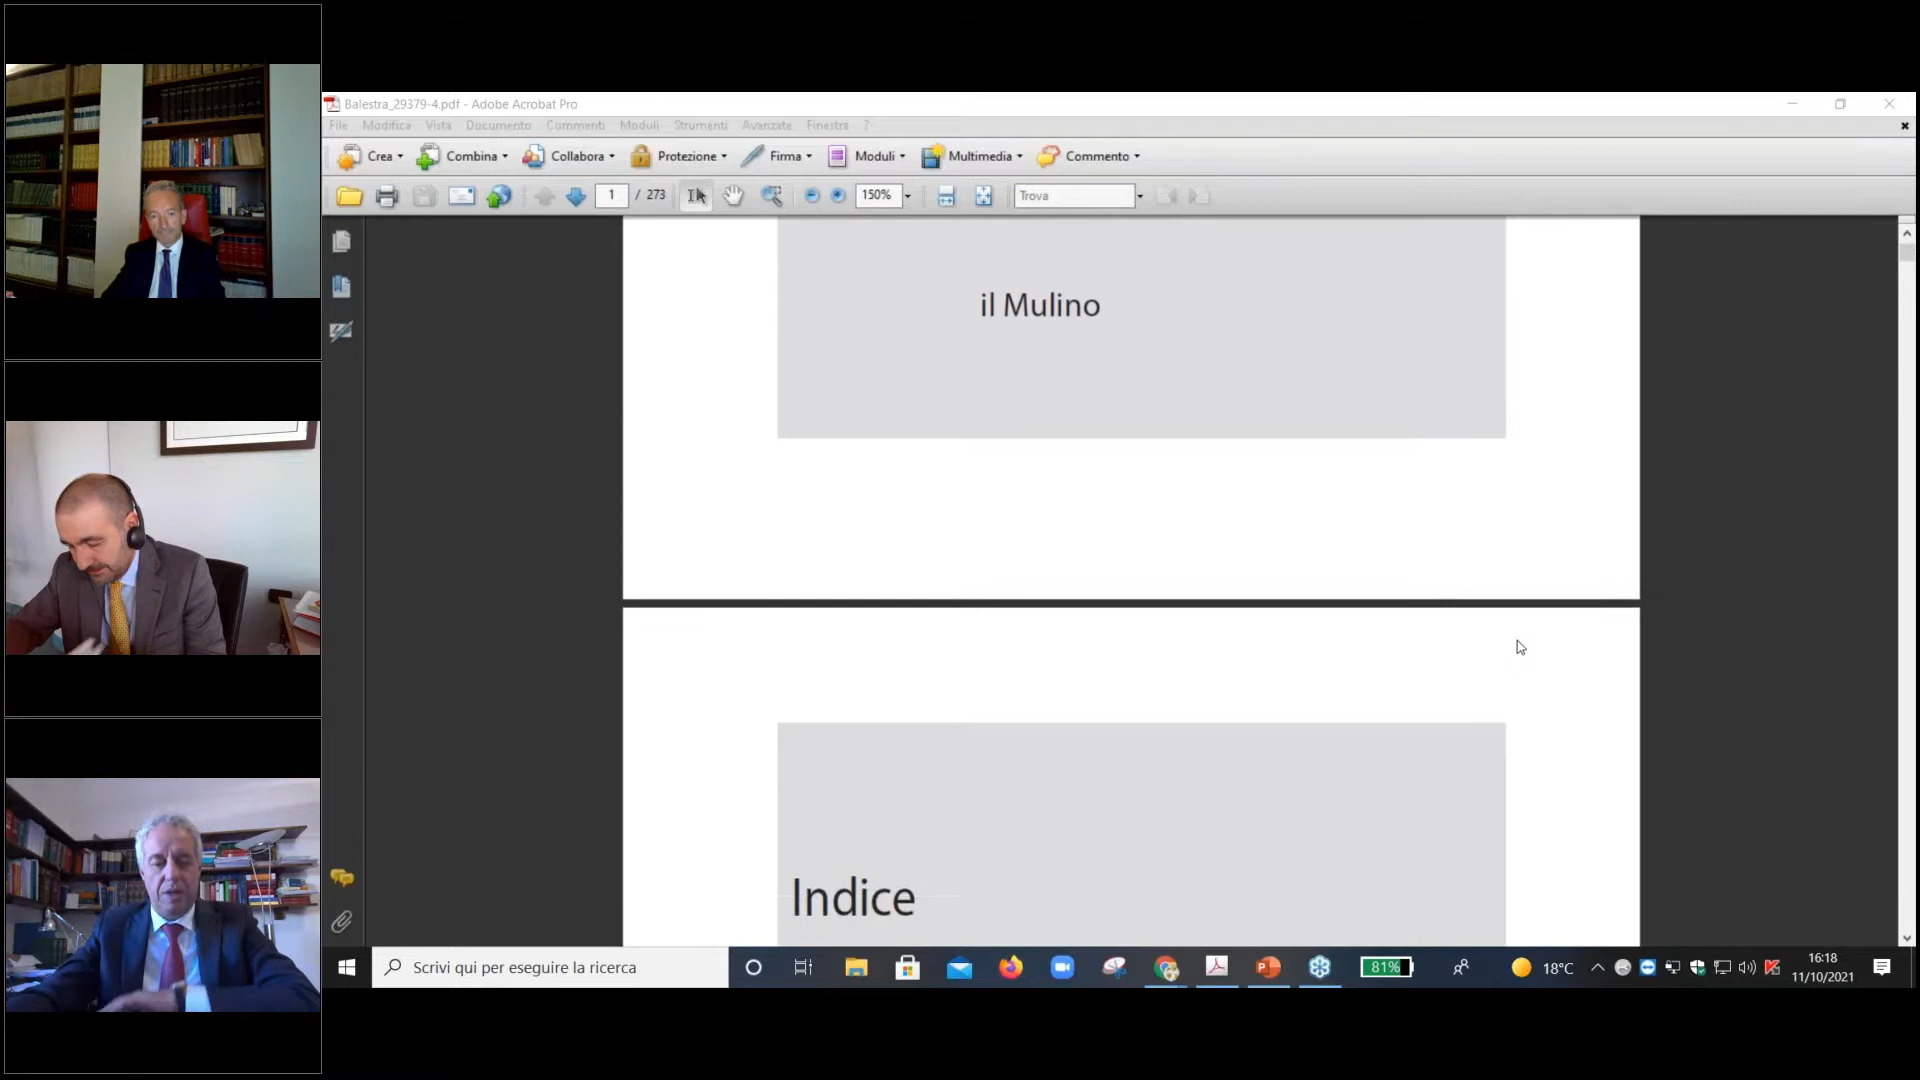 Balestra_29379-4.pdf - Adobe Acrobat Pro
File Modifica Vista Documento Commenti Moduli Strumenti Avanzate Finestra ?
Crea Combina Collabora Protezione Firma Moduli Multimedia Commento
1 / 273 150% Trova
il Mulino
Indice
Scrivi qui per eseguire la ricerca 81% 18°C 16:18
11/10/2021